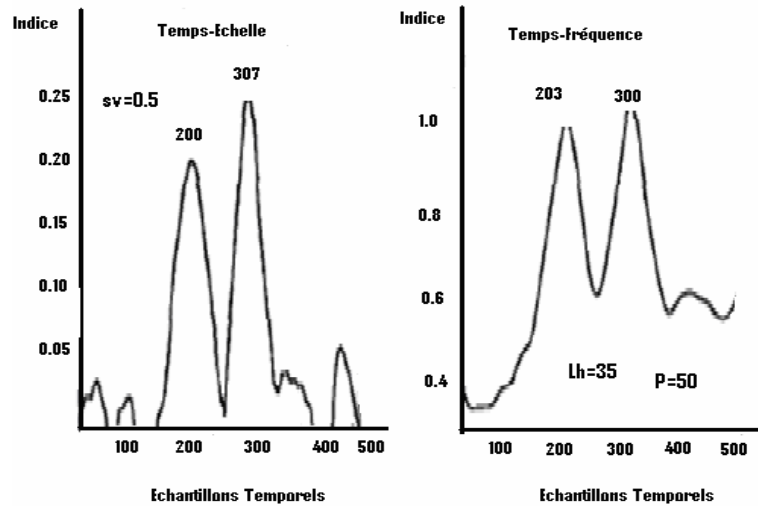 Indice
Temps-Echelle
307
0.25
sv=0.5
200
0.20
0.15
0.10
0.05
100 200 300 400 500
Echantillons Temporels
Indice
Temps-Fréquence
203 300
1.0
0.8
0.6
Lh=35 P=50
0.4
100 200 300 400 500
Echantillons Temporels